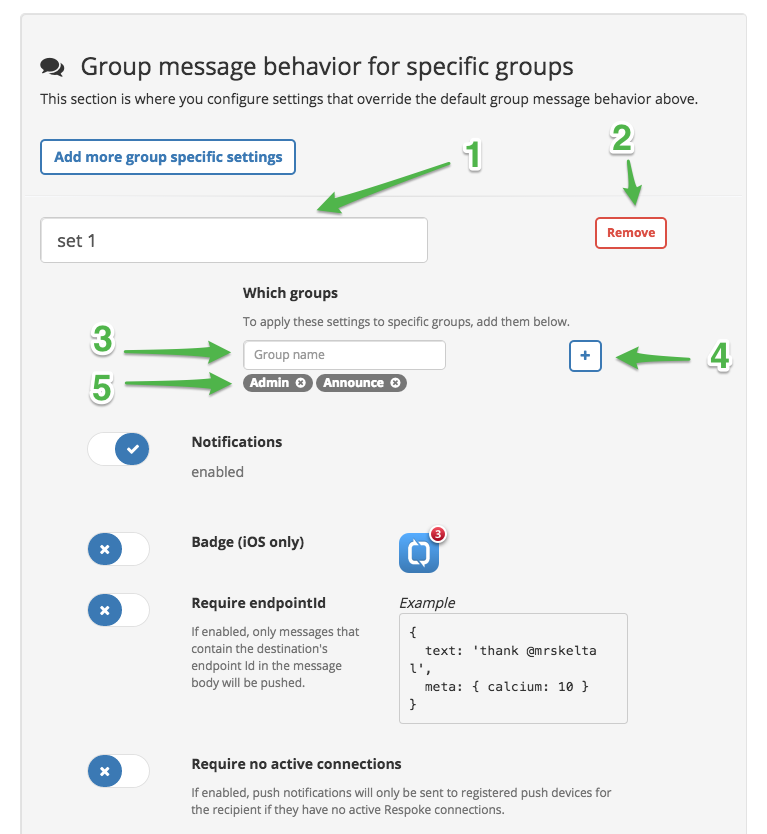 Group message behavior for specific groups
This section is where you configure settings that override the default group message behavior above.
Add more group specific settings
1
2
set 1
Remove
Which groups
To apply these settings to specific groups, add them below.
3
Group name
+
4
5
Admin
Announce
Notifications
enabled
Badge (iOS only)
3
Require endpointId
Example
If enabled, only messages that
contain the destination's
endpoint Id in the message
body will be pushed.
{
text: 'thank @mrskelta
l',
meta: { calcium: 10 }
}
Require no active connections
If enabled, push notifications will only be sent to registered push devices for
the recipient if they have no active Respoke connections.